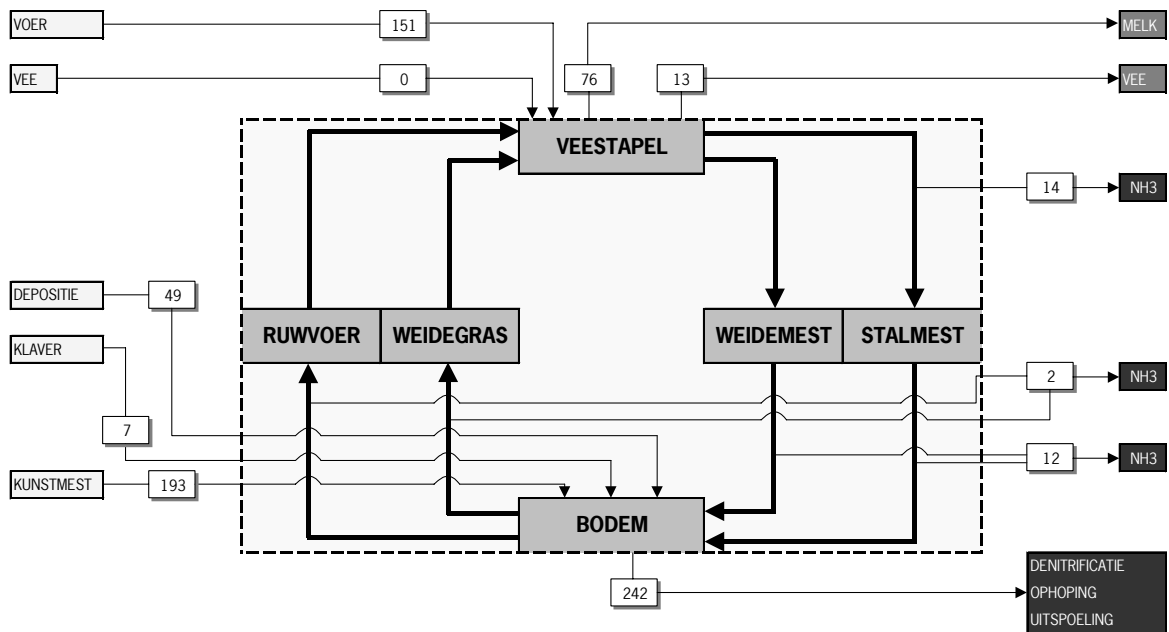 VOER
151
MELK
VEE
0
76
13
VEE
VEESTAPEL
14
NH3
DEPOSITIE
49
RUWVOER
WEIDEGRAS
WEIDEMEST
STALMEST
KLAVER
2
NH3
7
12
NH3
KUNSTMEST
193
BODEM
242
DENITRIFICATIE
OPHOPING
UITSPOELING